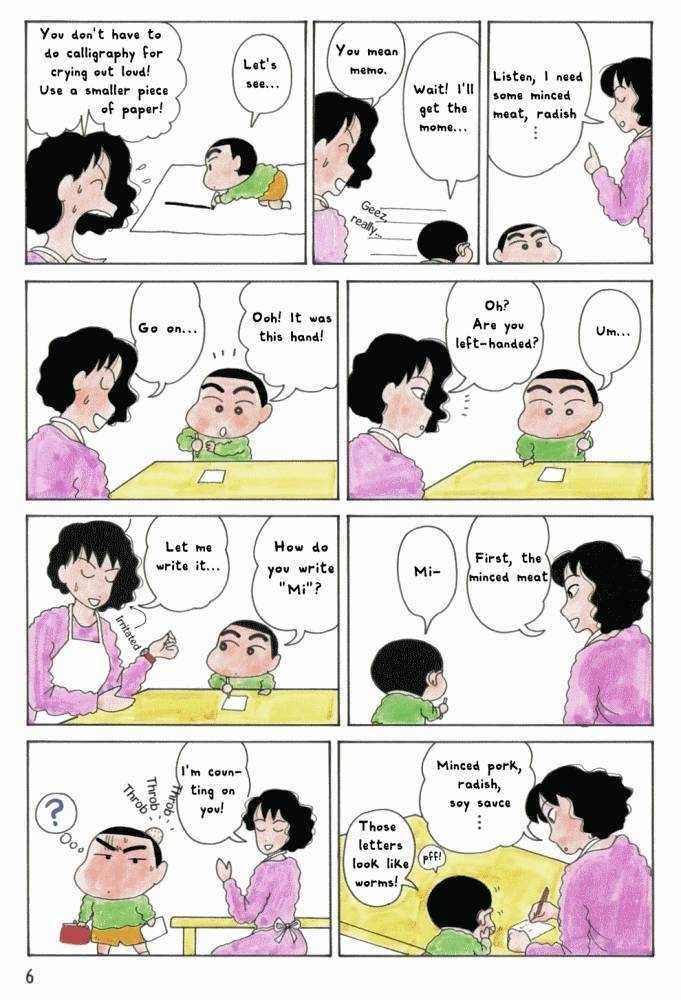 Listen, I need
some minced
meat, radish
⋮
Wait! I'll
get the
mome...
You mean
memo.
Geez,
really...
Let's
see...
You don't have to
do calligraphy for
crying out loud!
Use a smaller piece
of paper!
Um...
Oh?
Are you
left-handed?
Ooh! It was
this hand!
Go on...
First, the
minced meat
Mi-
How do
you write
"Mi"?
Let me
write it...
Irritated
Minced pork,
radish,
soy sauce
⋮
pff!
Those
letters
look like
worms!
I'm coun-
ting on
you!
Throb
Throb
Throb
?
6